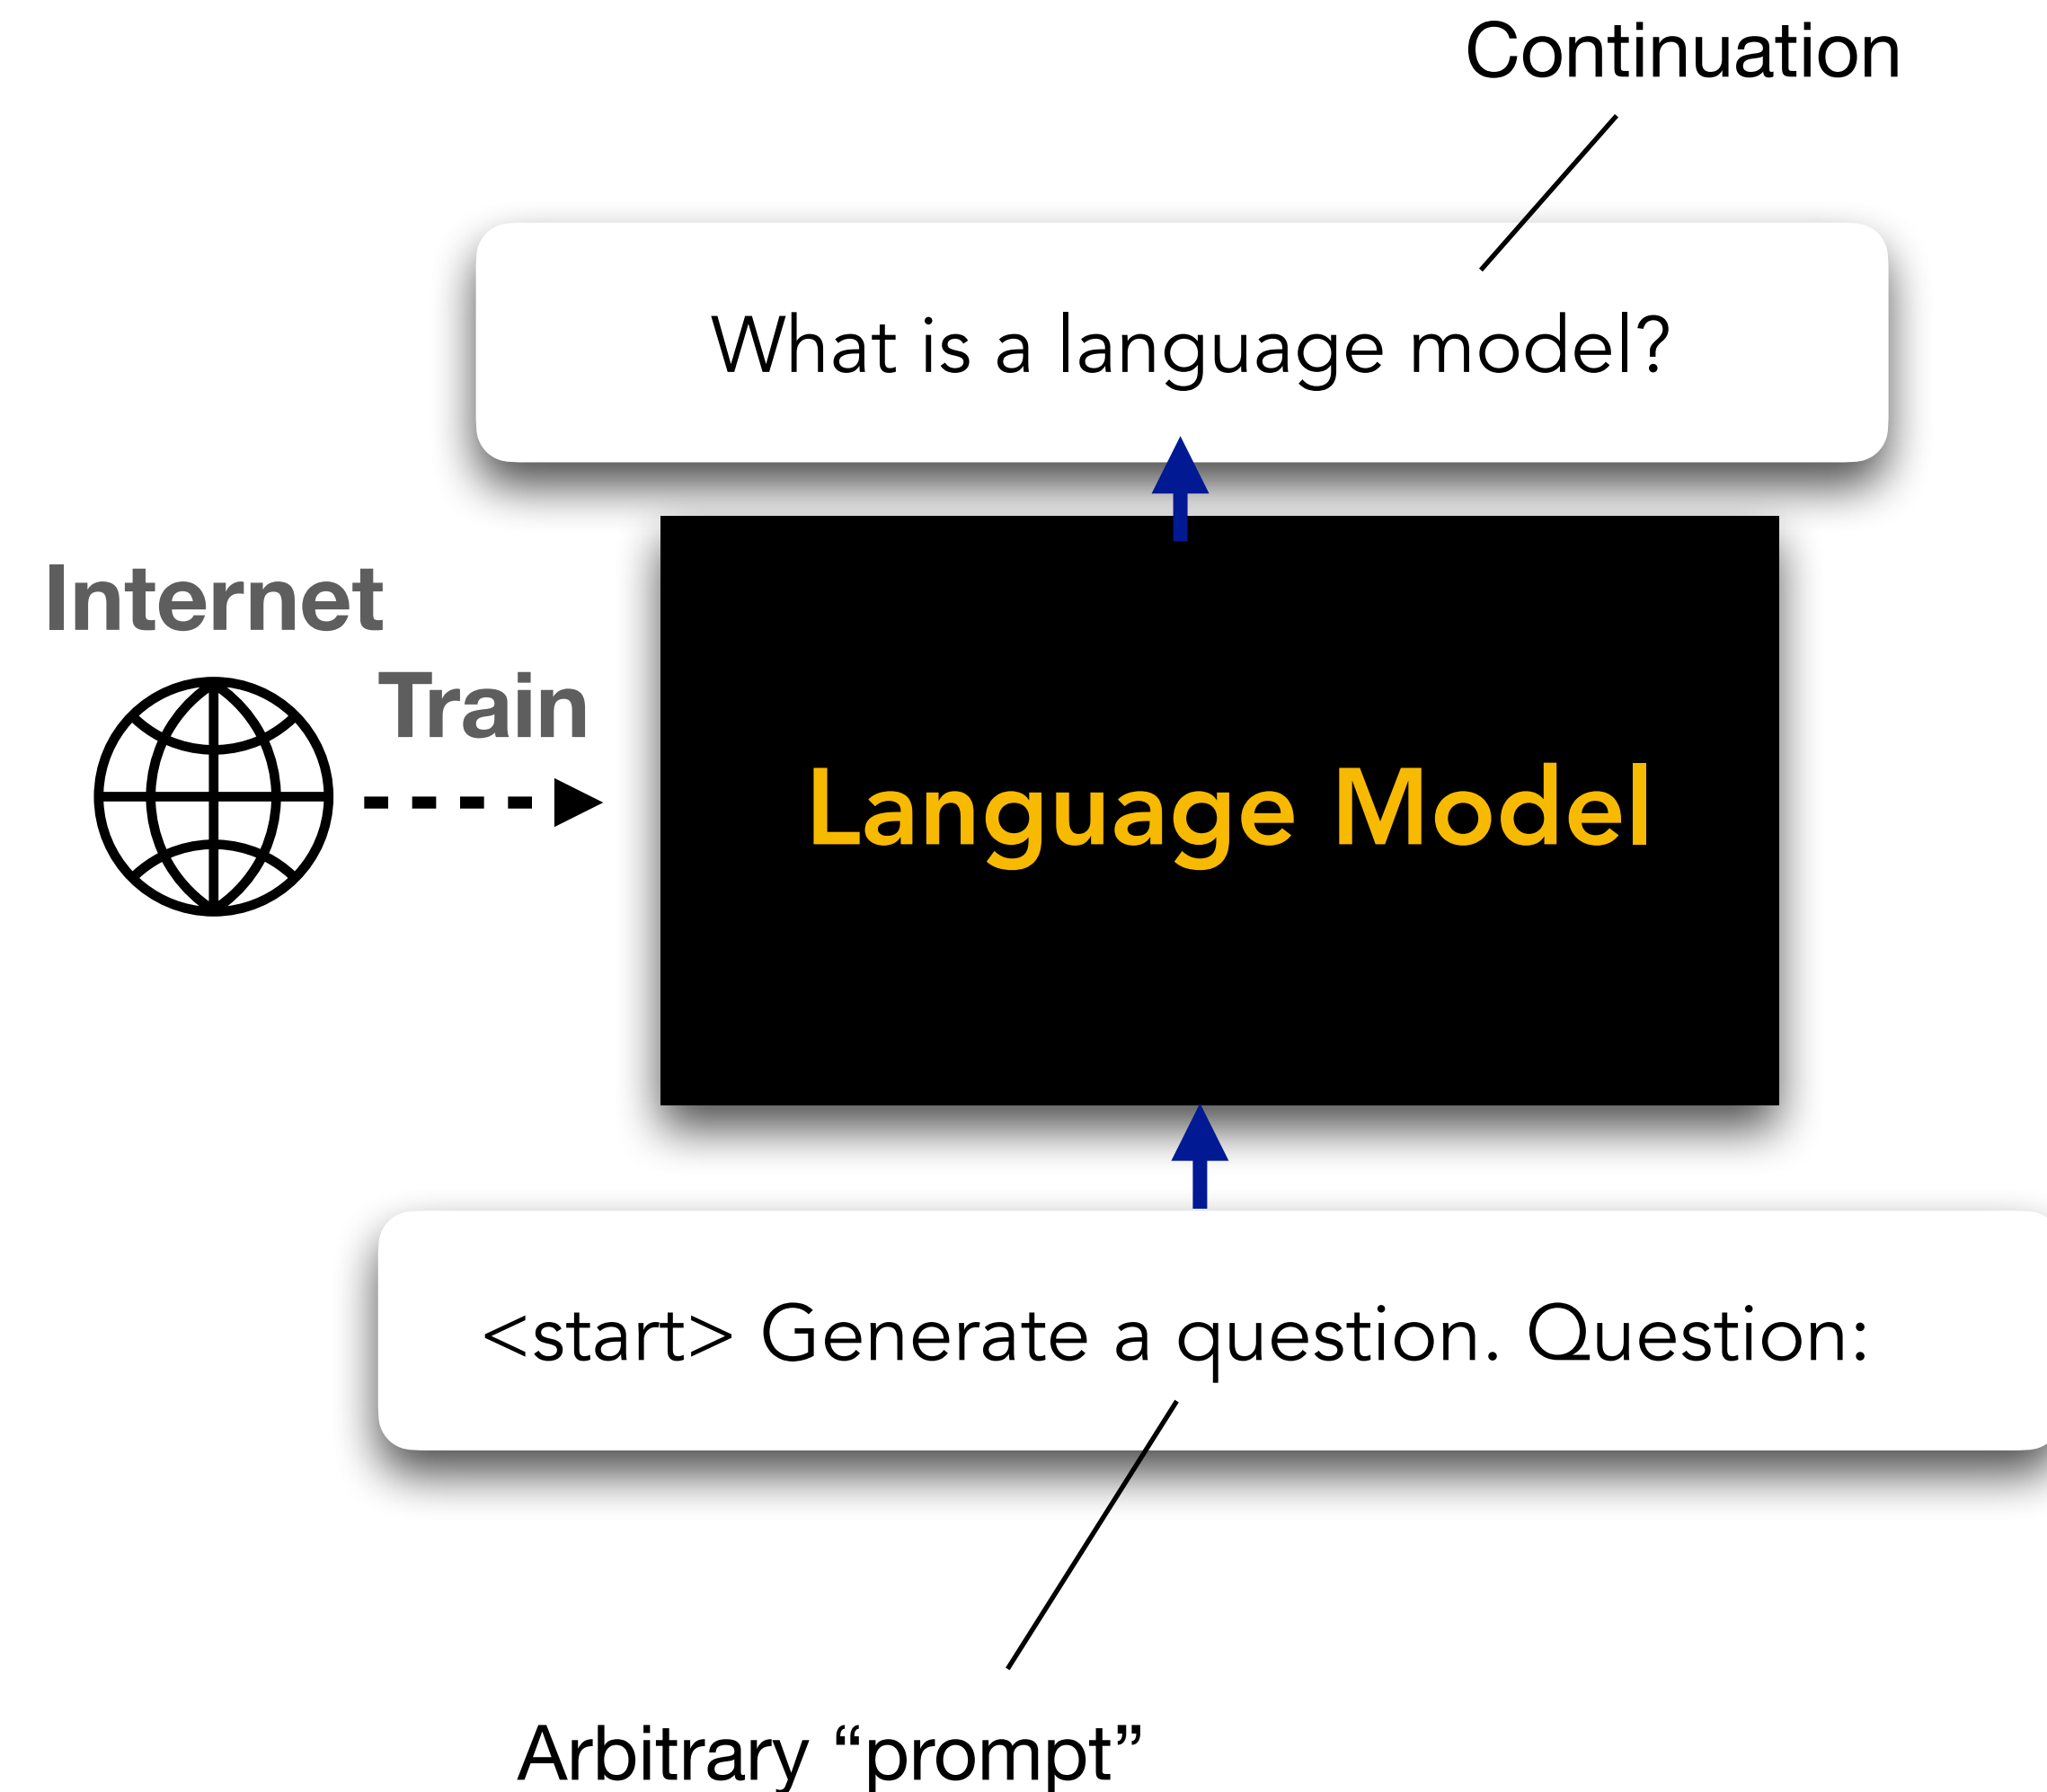 Continuation
What is a language model?
Internet
Train
Language Model
<start> Generate a question. Question:
Arbitrary “prompt”